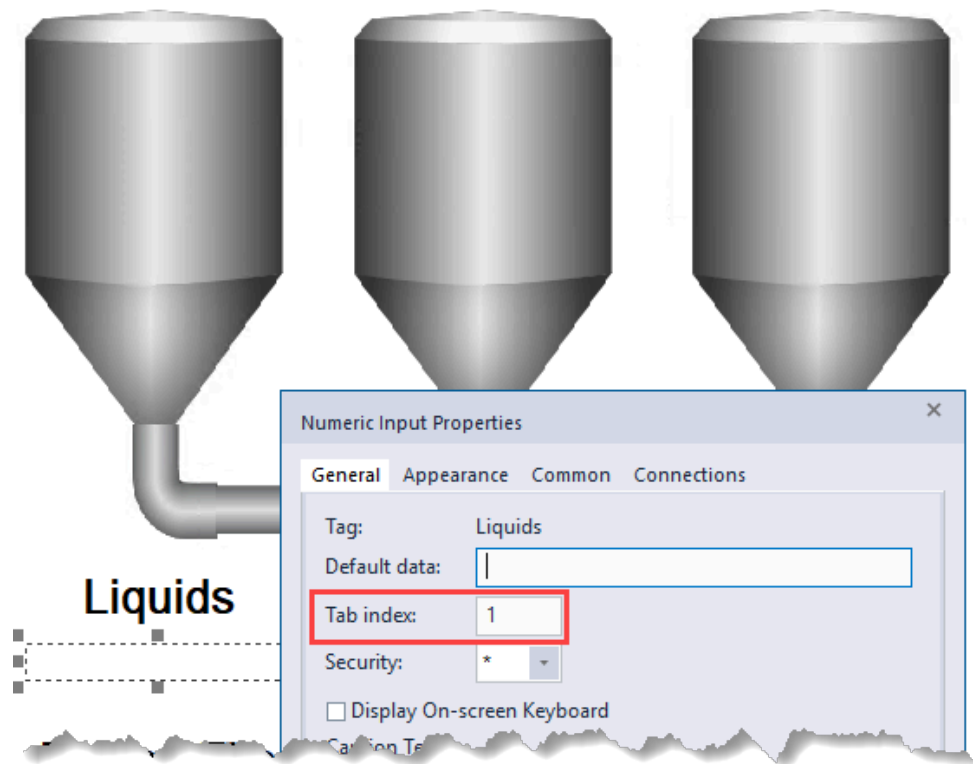 Numeric Input Properties
General Appearance Common Connections
Tag: Liquids
Default data:
Tab index: 1
Security: *
Display On-screen Keyboard
Liquids